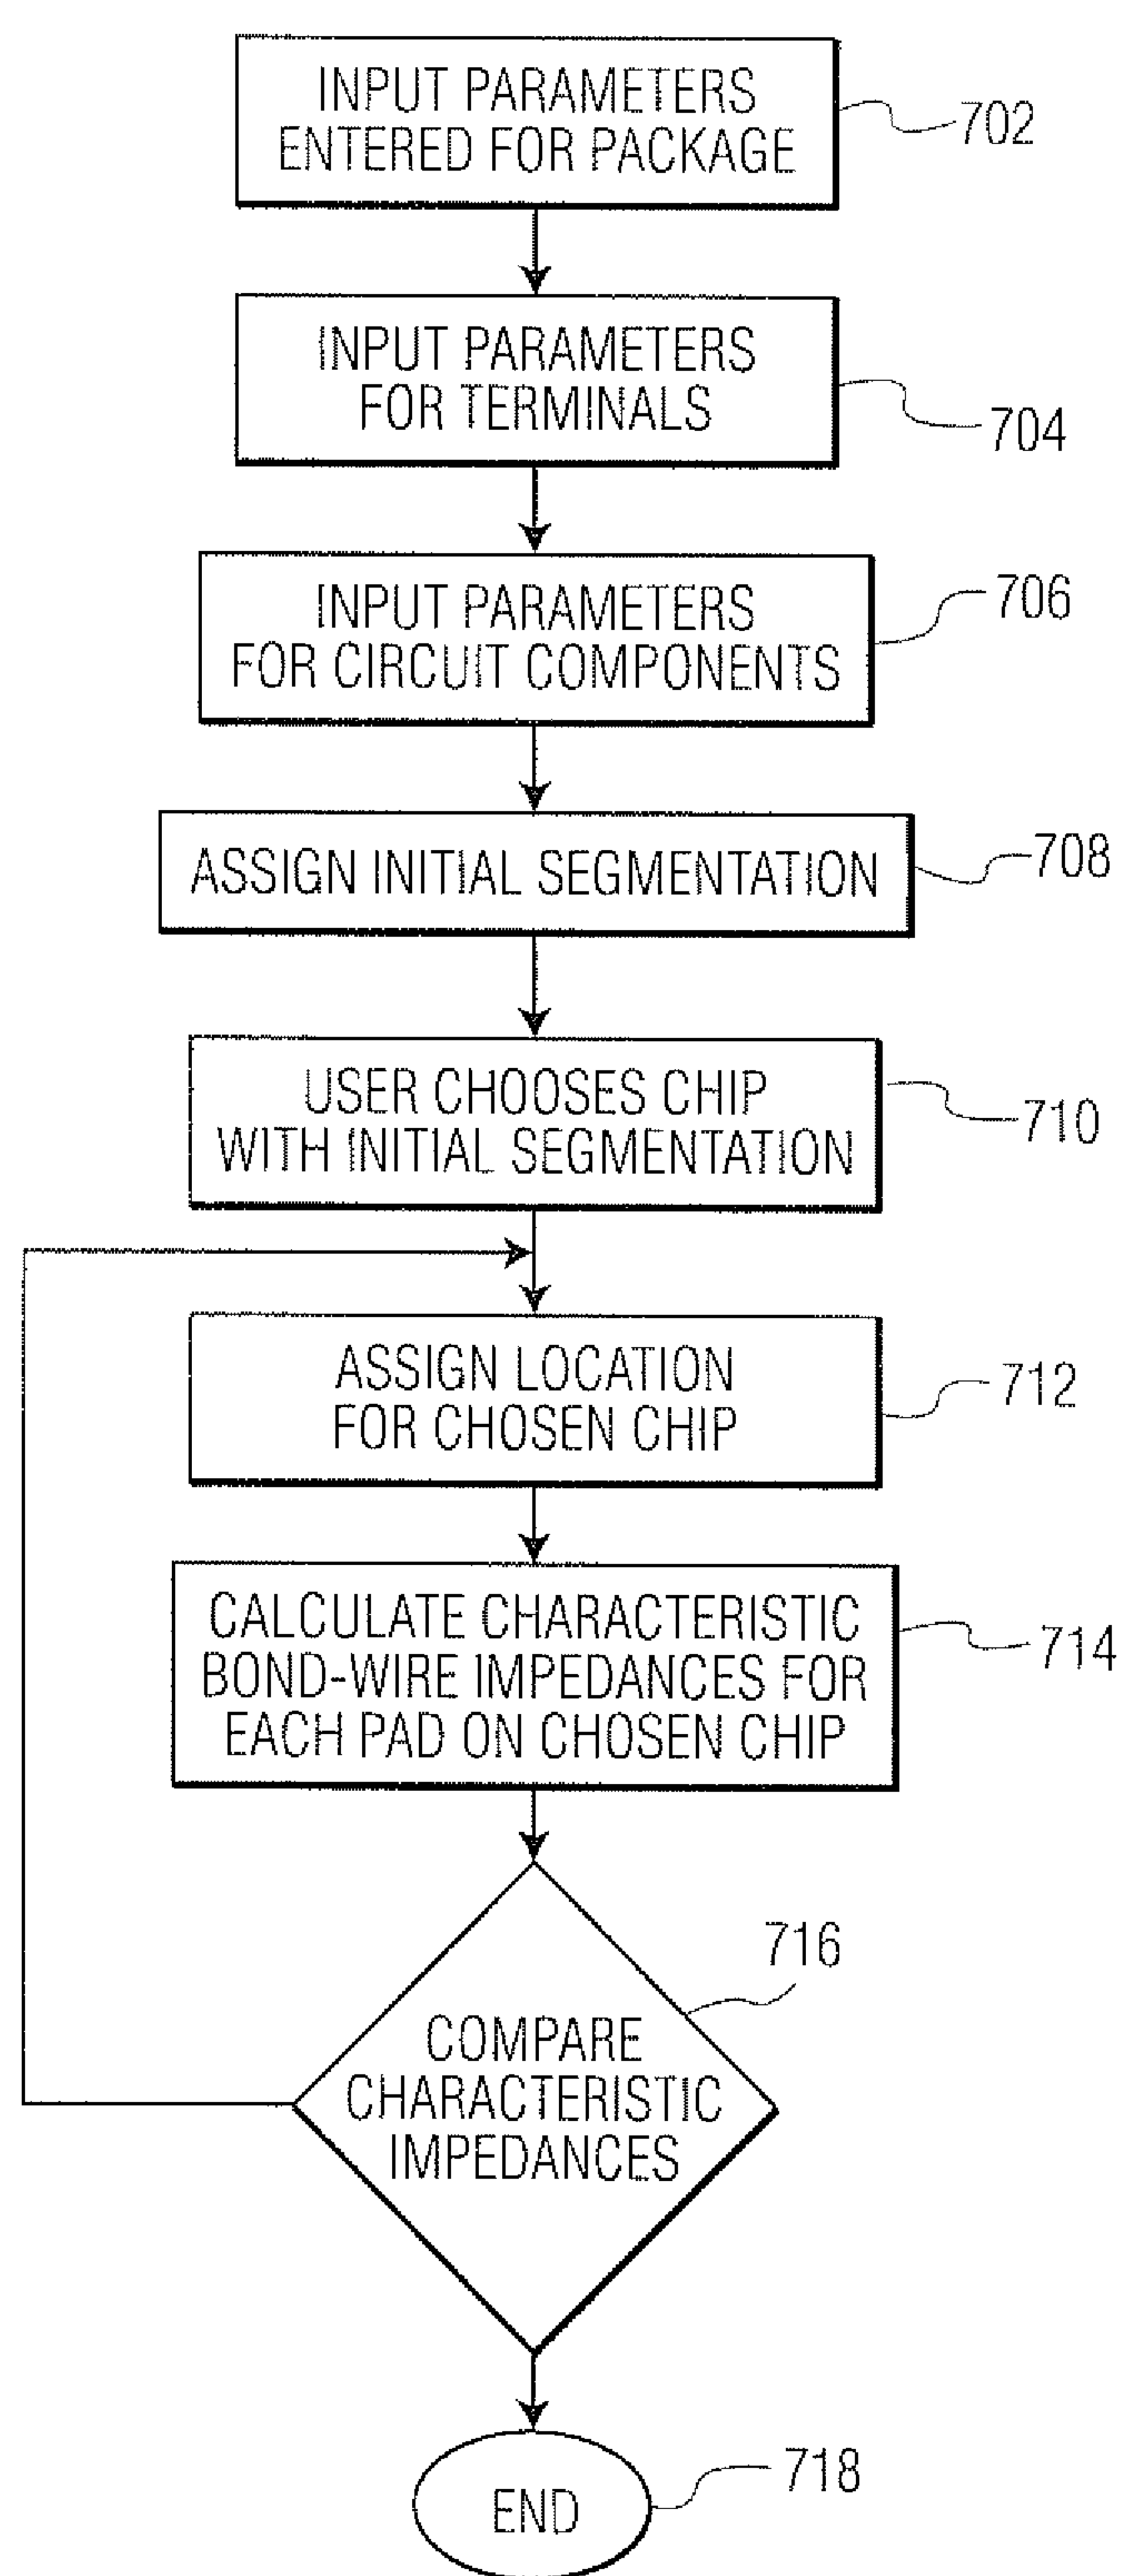 INPUT PARAMETERS
ENTERED FOR PACKAGE
702
INPUT PARAMETERS
FOR TERMINALS
704
INPUT PARAMETERS
FOR CIRCUIT COMPONENTS
706
ASSIGN INITIAL SEGMENTATION
708
USER CHOOSES CHIP
WITH INITIAL SEGMENTATION
710
ASSIGN LOCATION
FOR CHOSEN CHIP
712
CALCULATE CHARACTERISTIC
BOND-WIRE IMPEDANCES FOR
EACH PAD ON CHOSEN CHIP
714
716
COMPARE
CHARACTERISTIC
IMPEDANCES
718
END